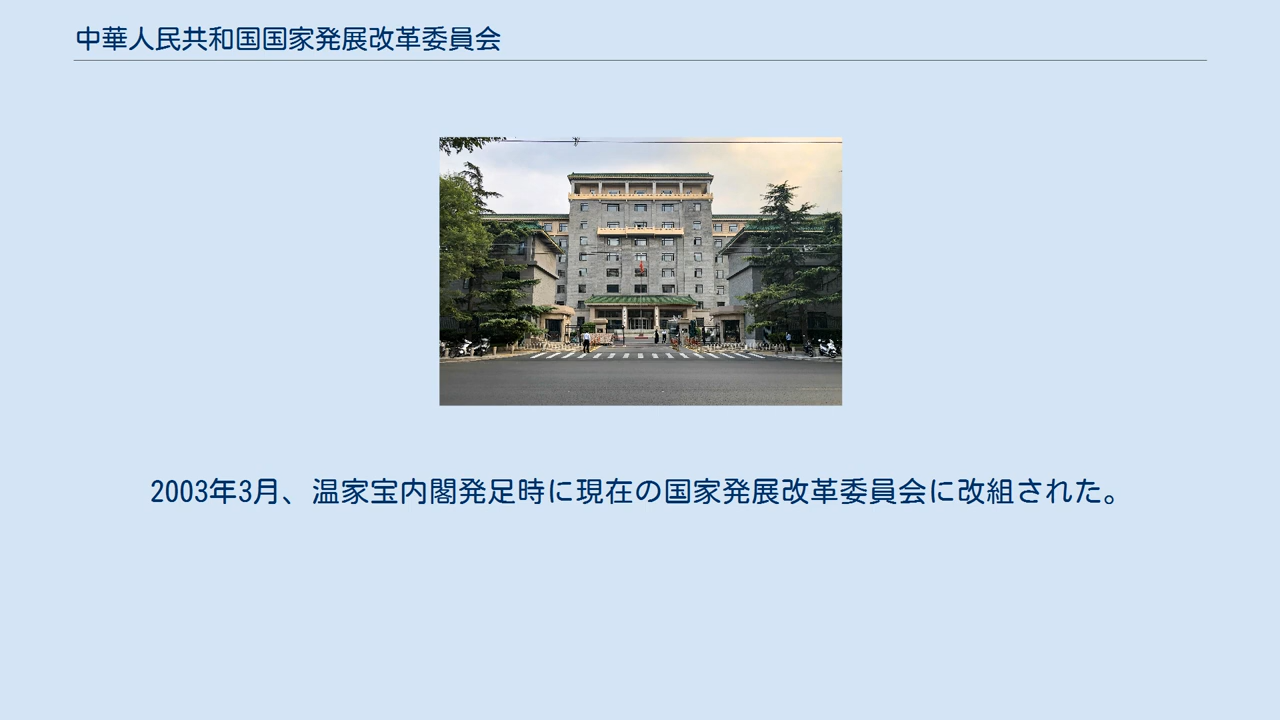 中華人民共和国国家発展改革委員会
2003年3月、温家宝内閣発足時に現在の国家発展改革委員会に改組された。